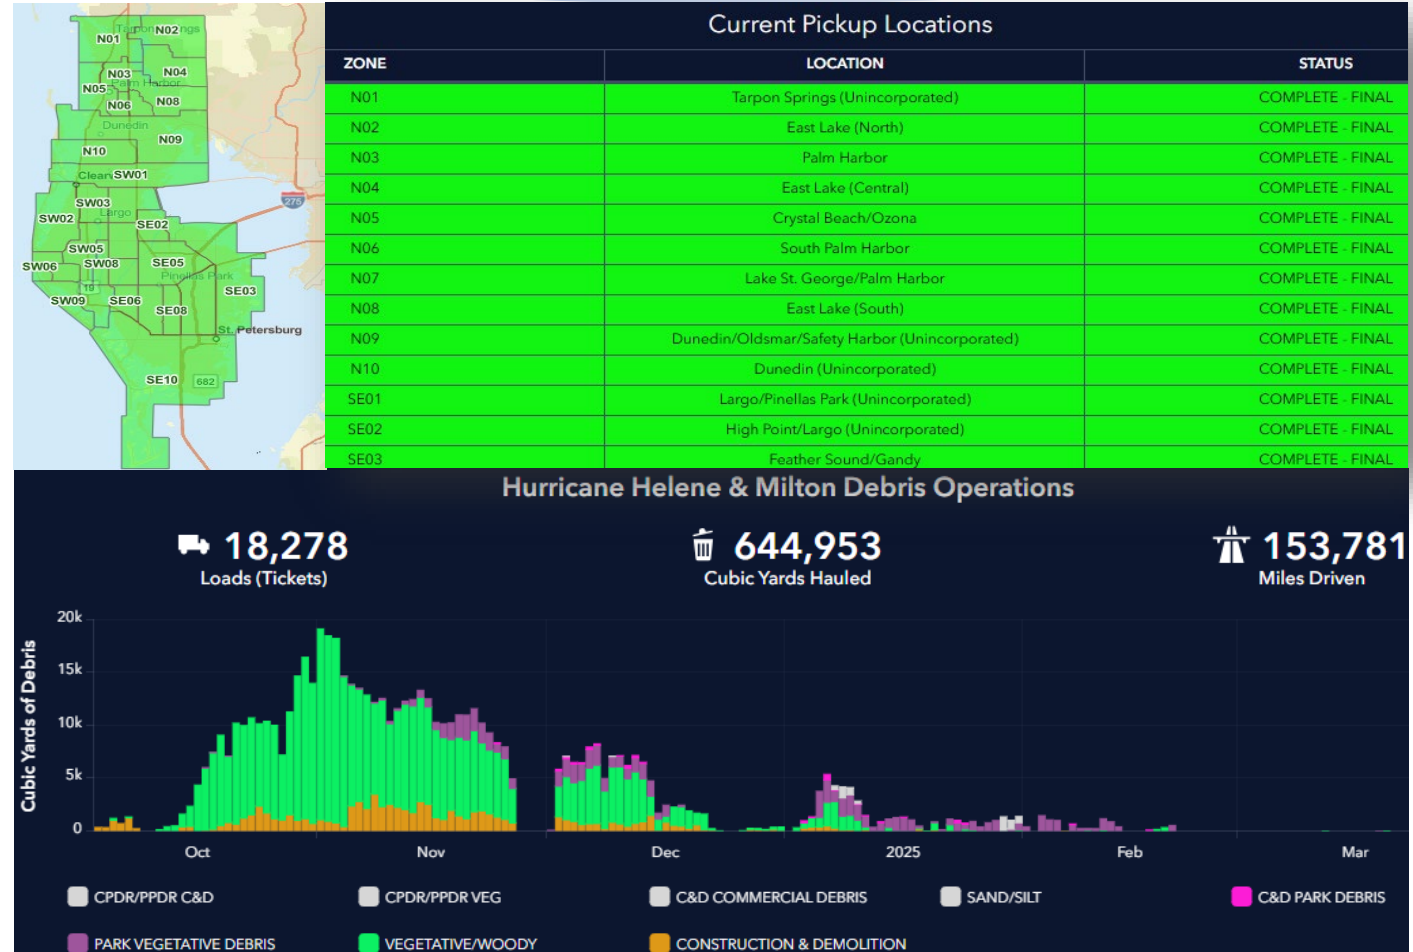 Tarpon Springs
N01
N02
N03
N04
Palm Harbor
N05
N06
N08
Dunedin
N09
N10
Clearw
SW01
SW03
Largo
SW02
SE02
275
SW05
SW06
SW08
SE05
Pinellas Park
19
SE03
SW09
SE06
SE08
St. Petersburg
SE10
682
Current Pickup Locations
ZONE LOCATION STATUS
N01 Tarpon Springs (Unincorporated) COMPLETE - FINAL
N02 East Lake (North) COMPLETE - FINAL
N03 Palm Harbor COMPLETE - FINAL
N04 East Lake (Central) COMPLETE - FINAL
N05 Crystal Beach/Ozona COMPLETE - FINAL
N06 South Palm Harbor COMPLETE - FINAL
N07 Lake St. George/Palm Harbor COMPLETE - FINAL
N08 East Lake (South) COMPLETE - FINAL
N09 Dunedin/Oldsmar/Safety Harbor (Unincorporated) COMPLETE - FINAL
N10 Dunedin (Unincorporated) COMPLETE - FINAL
SE01 Largo/Pinellas Park (Unincorporated) COMPLETE - FINAL
SE02 High Point/Largo (Unincorporated) COMPLETE - FINAL
SE03 Feather Sound/Gandy COMPLETE - FINAL
Hurricane Helene & Milton Debris Operations
18,278 644,953 153,781
Loads (Tickets) Cubic Yards Hauled Miles Driven
Cubic Yards of Debris
20k
15k
10k
5k
0
Oct Nov Dec 2025 Feb Mar
CPDR/PPDR C&D CPDR/PPDR VEG C&D COMMERCIAL DEBRIS SAND/SILT C&D PARK DEBRIS
PARK VEGETATIVE DEBRIS VEGETATIVE/WOODY CONSTRUCTION & DEMOLITION